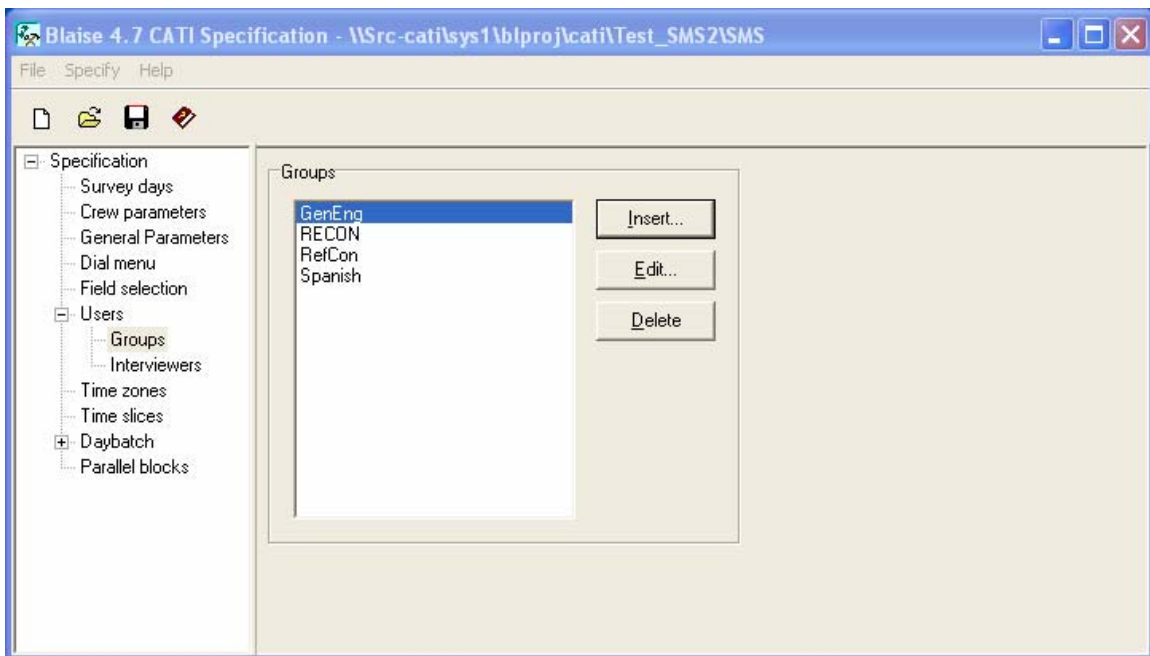 Blaise 4.7 CATI Specification - \\Src-cati\sys1\blproj\cati\Test_SMS2\SMS
File Specify Help
Specification
Survey days
Crew parameters
General Parameters
Dial menu
Field selection
Users
Groups
Interviewers
Time zones
Time slices
Daybatch
Parallel blocks
Groups
GenEng
RECON
RefCon
Spanish
Insert...
Edit...
Delete